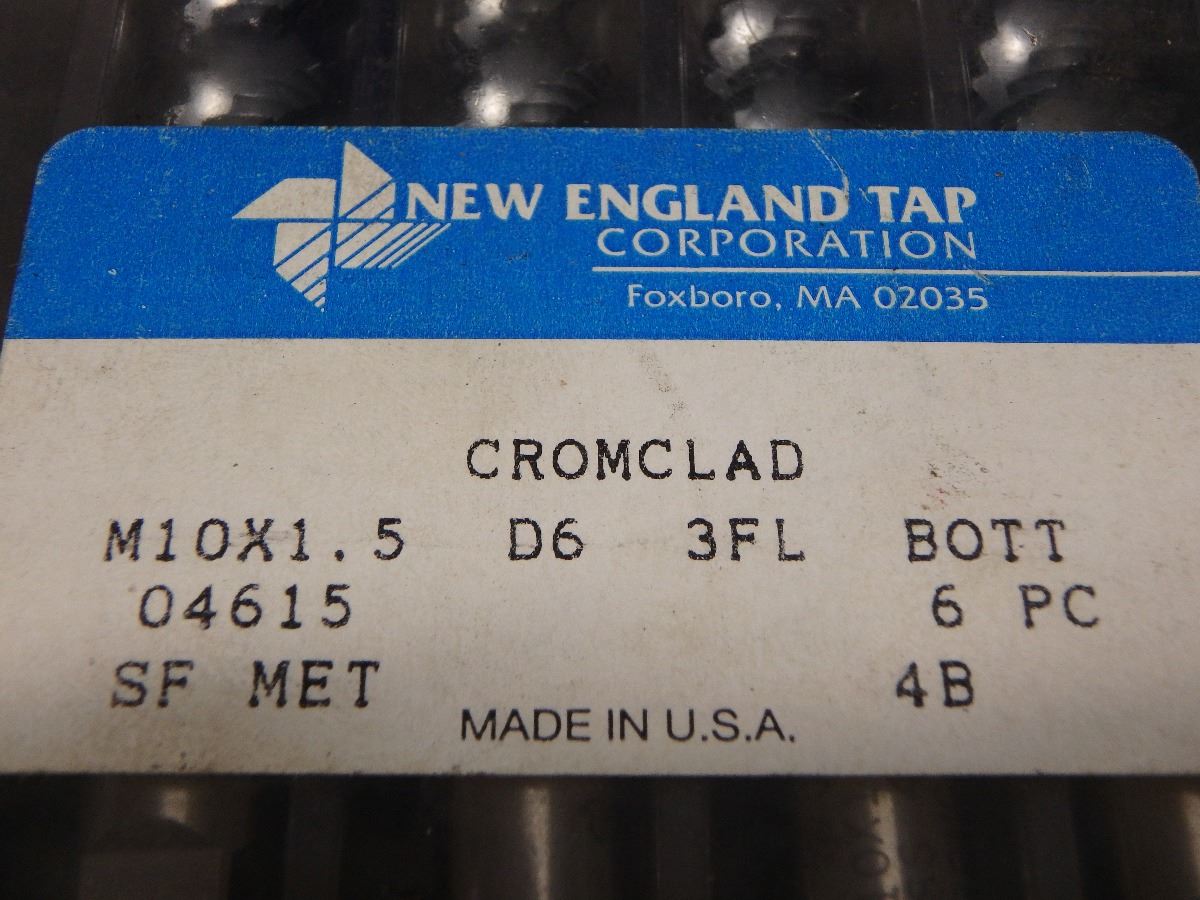 NEW ENGLAND TAP
CORPORATION
Foxboro, MA 02035
CROMCLAD
M10X1.5 D6 3FL BOTT
04615 6 PC
SF MET 4B
MADE IN U.S.A.